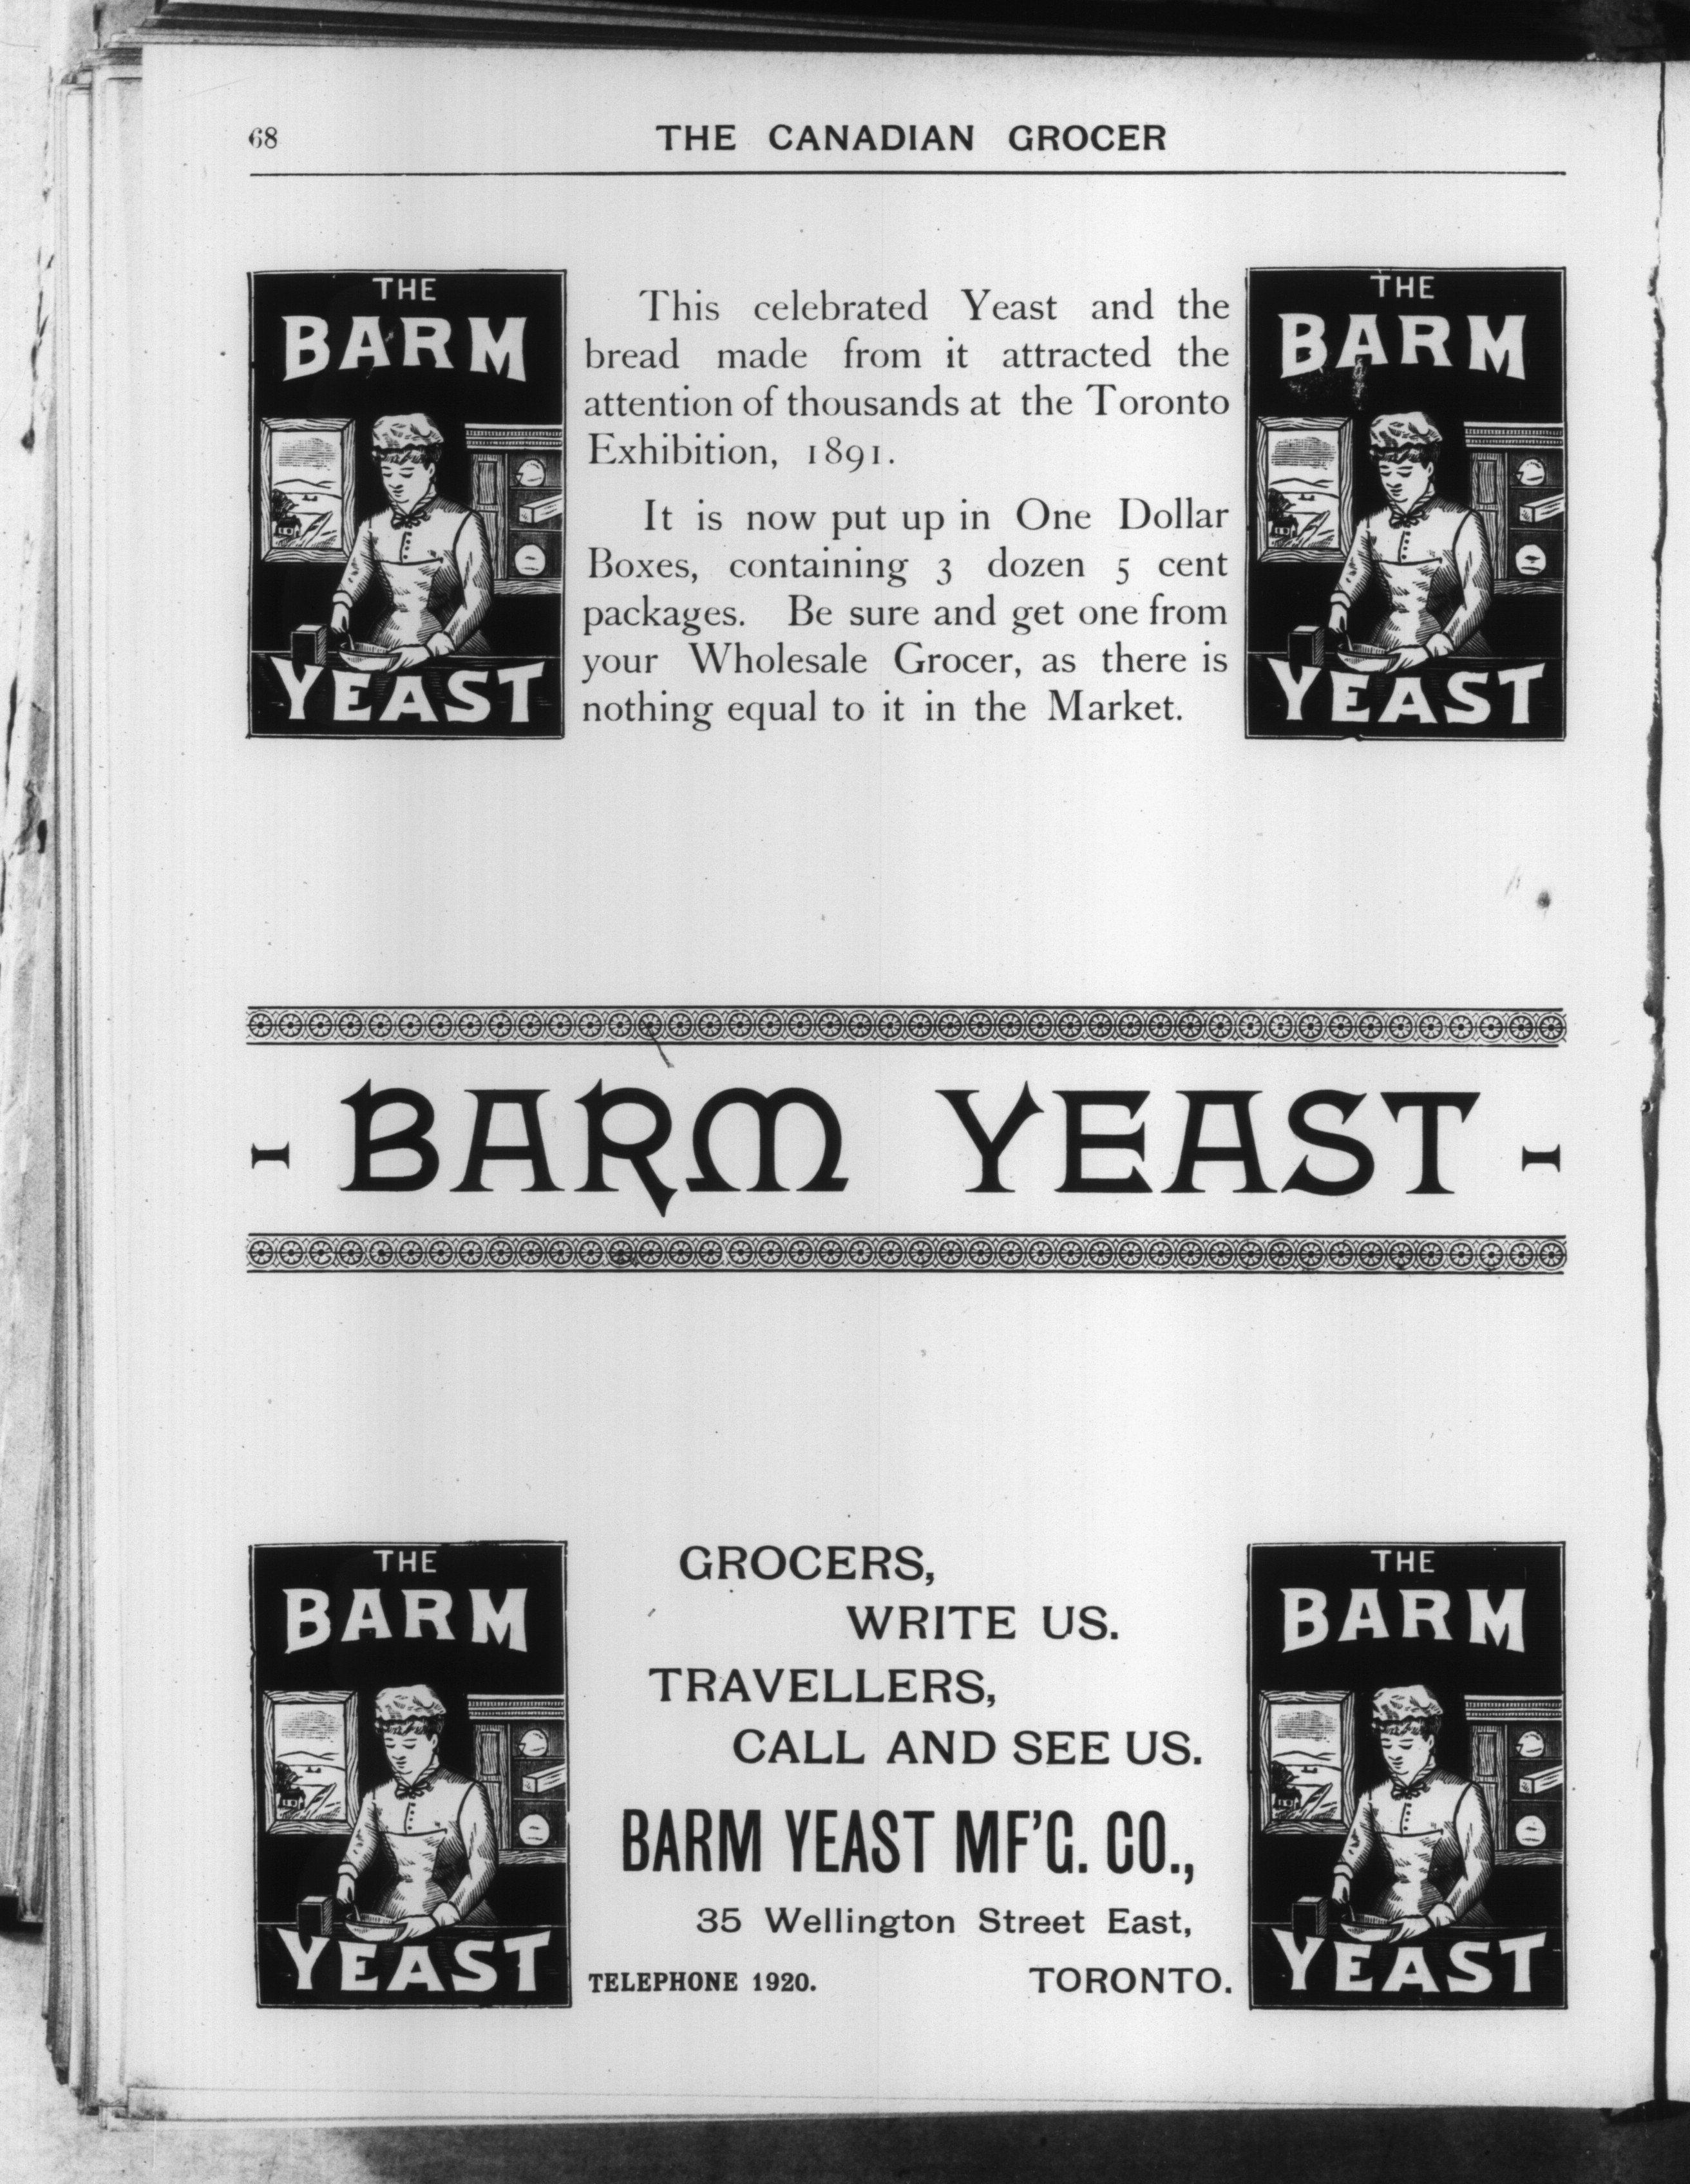 68
THE CANADIAN GROCER
THE
BARM
YEAST
This celebrated Yeast and the
bread made from it attracted the
attention of thousands at the Toronto
Exhibition, 1891.
It is now put up in One Dollar
Boxes, containing 3 dozen 5 cent
packages. Be sure and get one from
your Wholesale Grocer, as there is
nothing equal to it in the Market.
THE
BARM
YEAST
- BARM YEAST -
THE
BARM
YEAST
GROCERS,
WRITE US.
TRAVELLERS,
CALL AND SEE US.
BARM YEAST MF'G. CO.,
35 Wellington Street East,
TELEPHONE 1920. TORONTO.
THE
BARM
YEAST